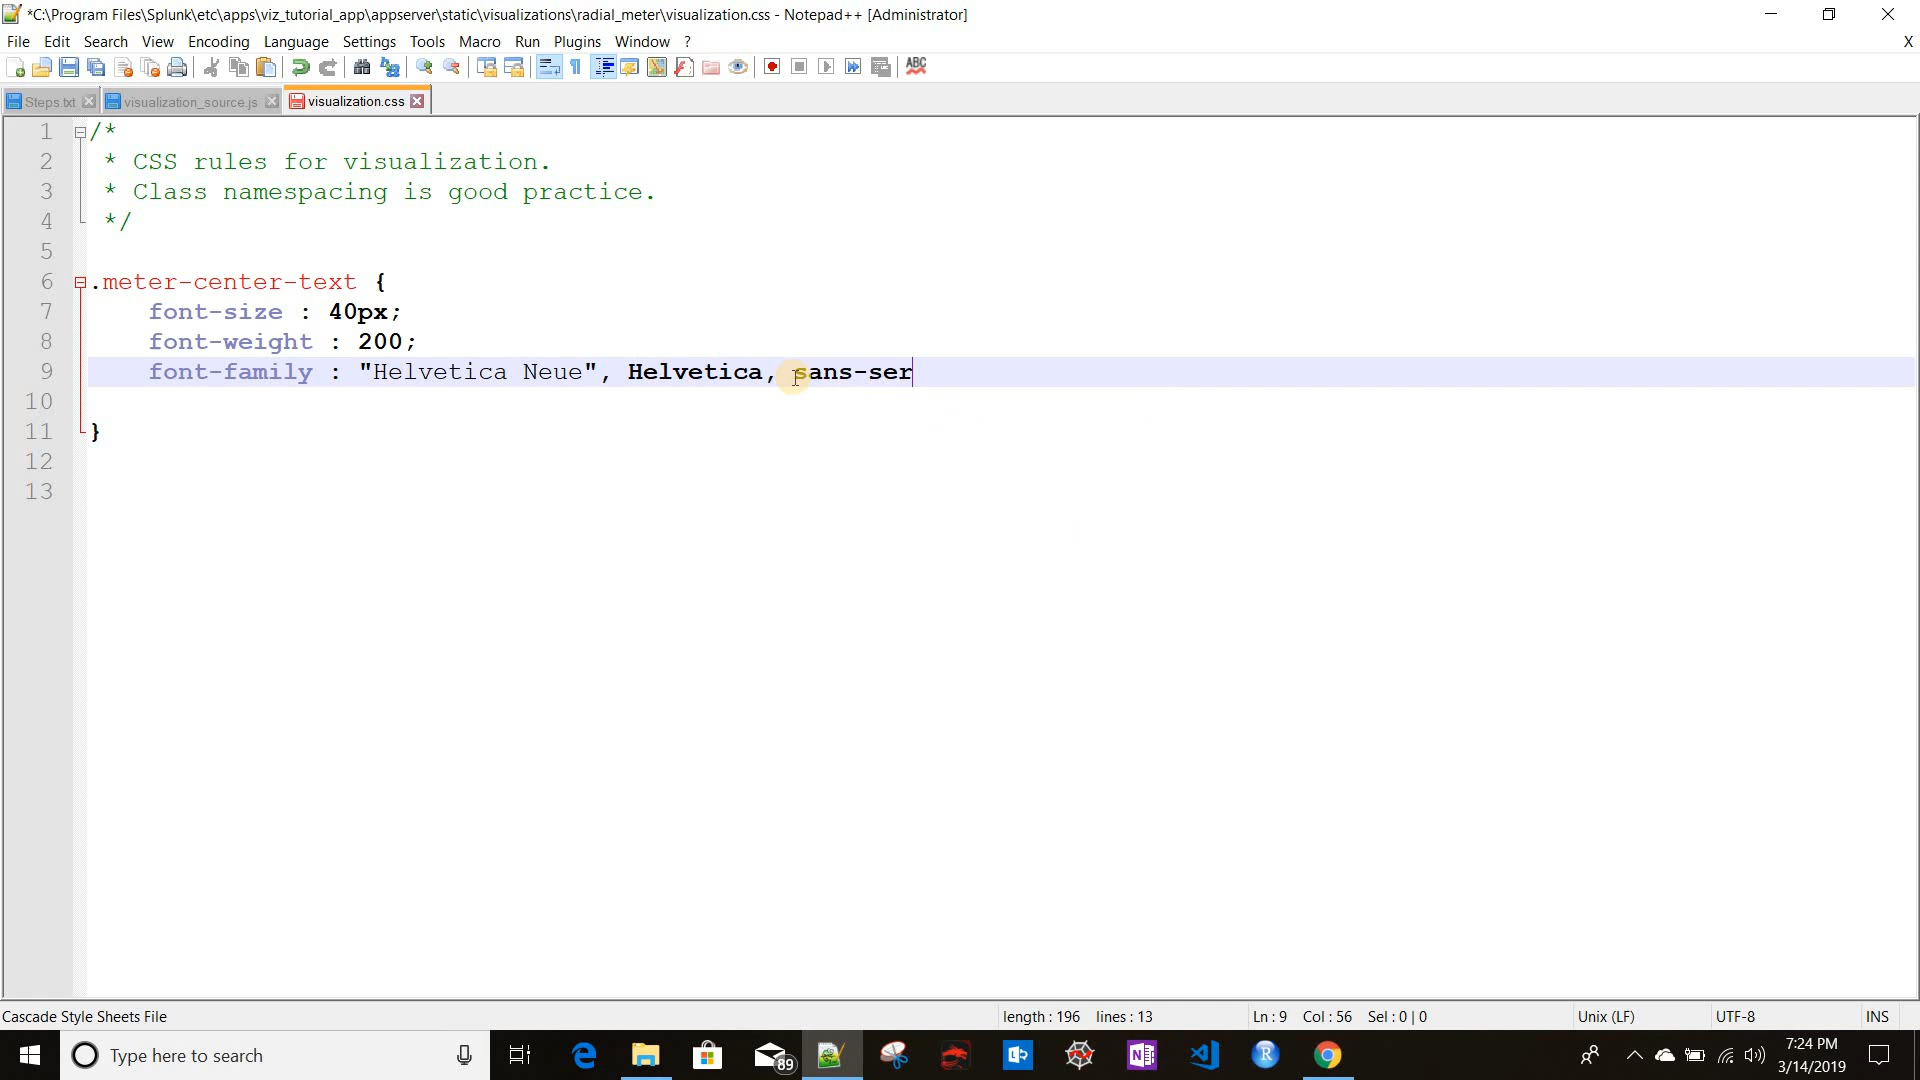 *C:\Program Files\Splunk\etc\apps\viz_tutorial_app\appserver\static\visualizations\radial_meter\visualization.css - Notepad++ [Administrator]
File Edit Search View Encoding Language Settings Tools Macro Run Plugins Window ? X
ABC
Steps.txt visualization_source.js visualization.css
1 /*
2 * CSS rules for visualization.
3 * Class namespacing is good practice.
4 */
5
6 .meter-center-text {
7 font-size : 40px;
8 font-weight : 200;
9 font-family : "Helvetica Neue", Helvetica, sans-ser
10
11 }
12
13
Cascade Style Sheets File length : 196 lines : 13 Ln : 9 Col : 56 Sel : 0 | 0 Unix (LF) UTF-8 INS
Type here to search 89 7:24 PM
3/14/2019